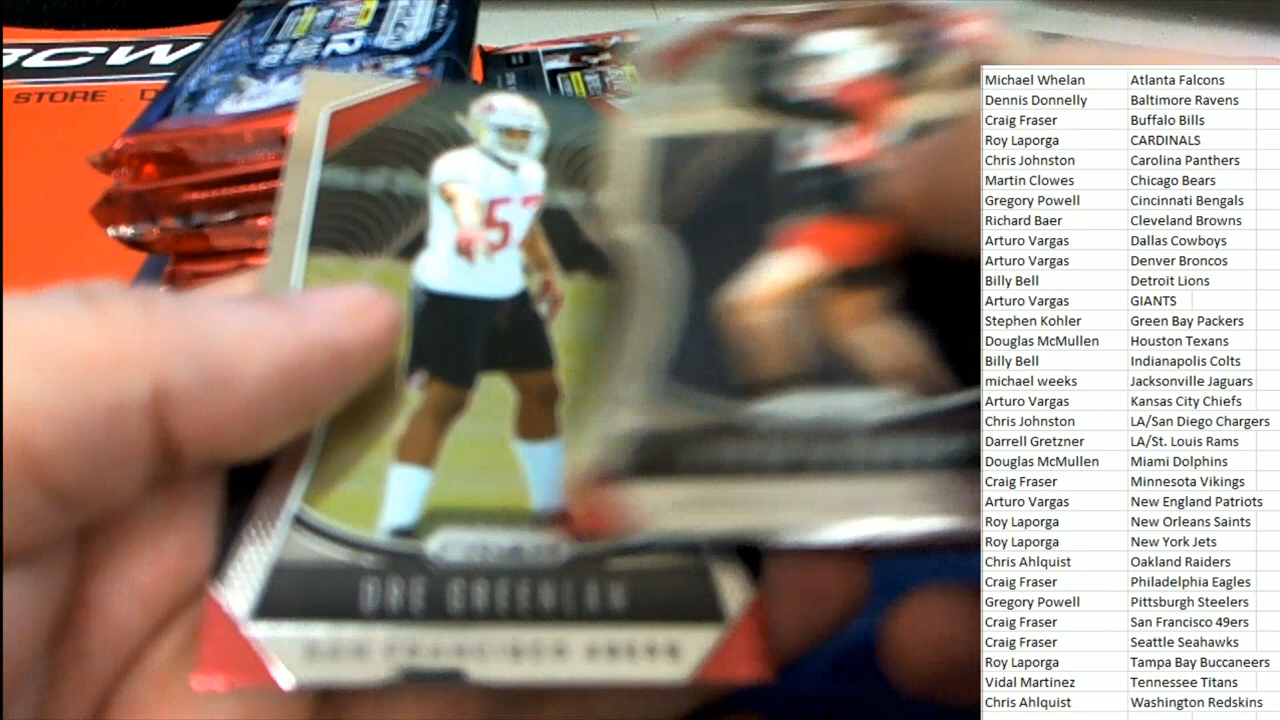 BCW
STORE
57
DRE GREENLAW
SAN FRANCISCO 49ERS
Michael Whelan Atlanta Falcons
Dennis Donnelly Baltimore Ravens
Craig Fraser Buffalo Bills
Roy Laporga CARDINALS
Chris Johnston Carolina Panthers
Martin Clowes Chicago Bears
Gregory Powell Cincinnati Bengals
Richard Baer Cleveland Browns
Arturo Vargas Dallas Cowboys
Arturo Vargas Denver Broncos
Billy Bell Detroit Lions
Arturo Vargas GIANTS
Stephen Kohler Green Bay Packers
Douglas McMullen Houston Texans
Billy Bell Indianapolis Colts
michael weeks Jacksonville Jaguars
Arturo Vargas Kansas City Chiefs
Chris Johnston LA/San Diego Chargers
Darrell Gretzner LA/St. Louis Rams
Douglas McMullen Miami Dolphins
Craig Fraser Minnesota Vikings
Arturo Vargas New England Patriots
Roy Laporga New Orleans Saints
Roy Laporga New York Jets
Chris Ahlquist Oakland Raiders
Craig Fraser Philadelphia Eagles
Gregory Powell Pittsburgh Steelers
Craig Fraser San Francisco 49ers
Craig Fraser Seattle Seahawks
Roy Laporga Tampa Bay Buccaneers
Vidal Martinez Tennessee Titans
Chris Ahlquist Washington Redskins